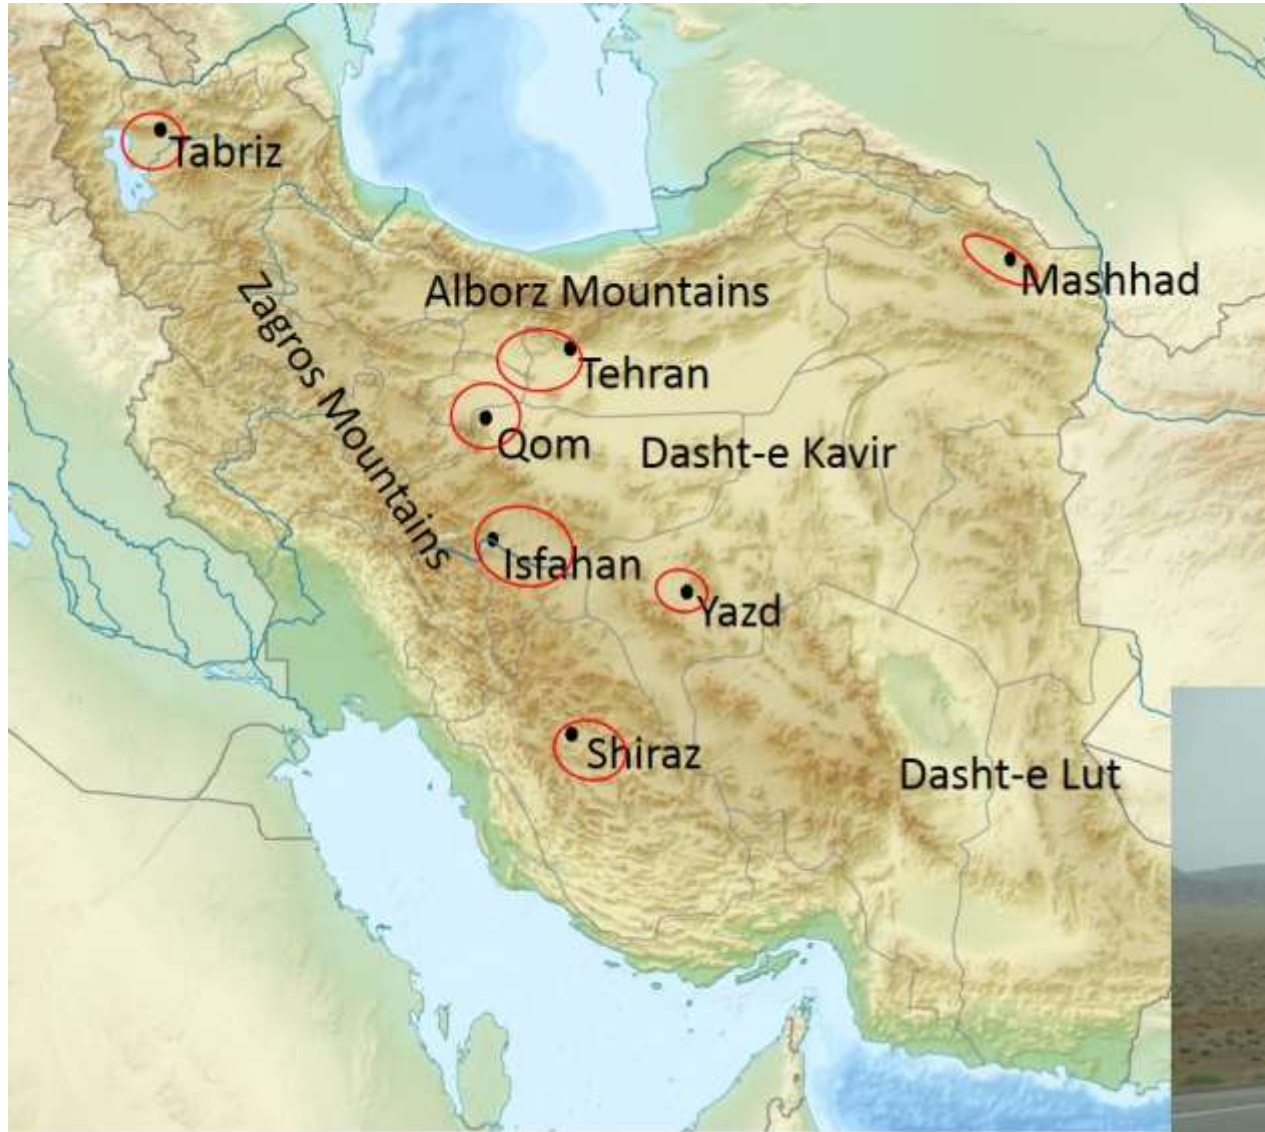 Tabriz
Mashhad
Alborz Mountains
Zagros Mountains
Tehran
Qom
Dasht-e Kavir
Isfahan
Yazd
Shiraz
Dasht-e Lut